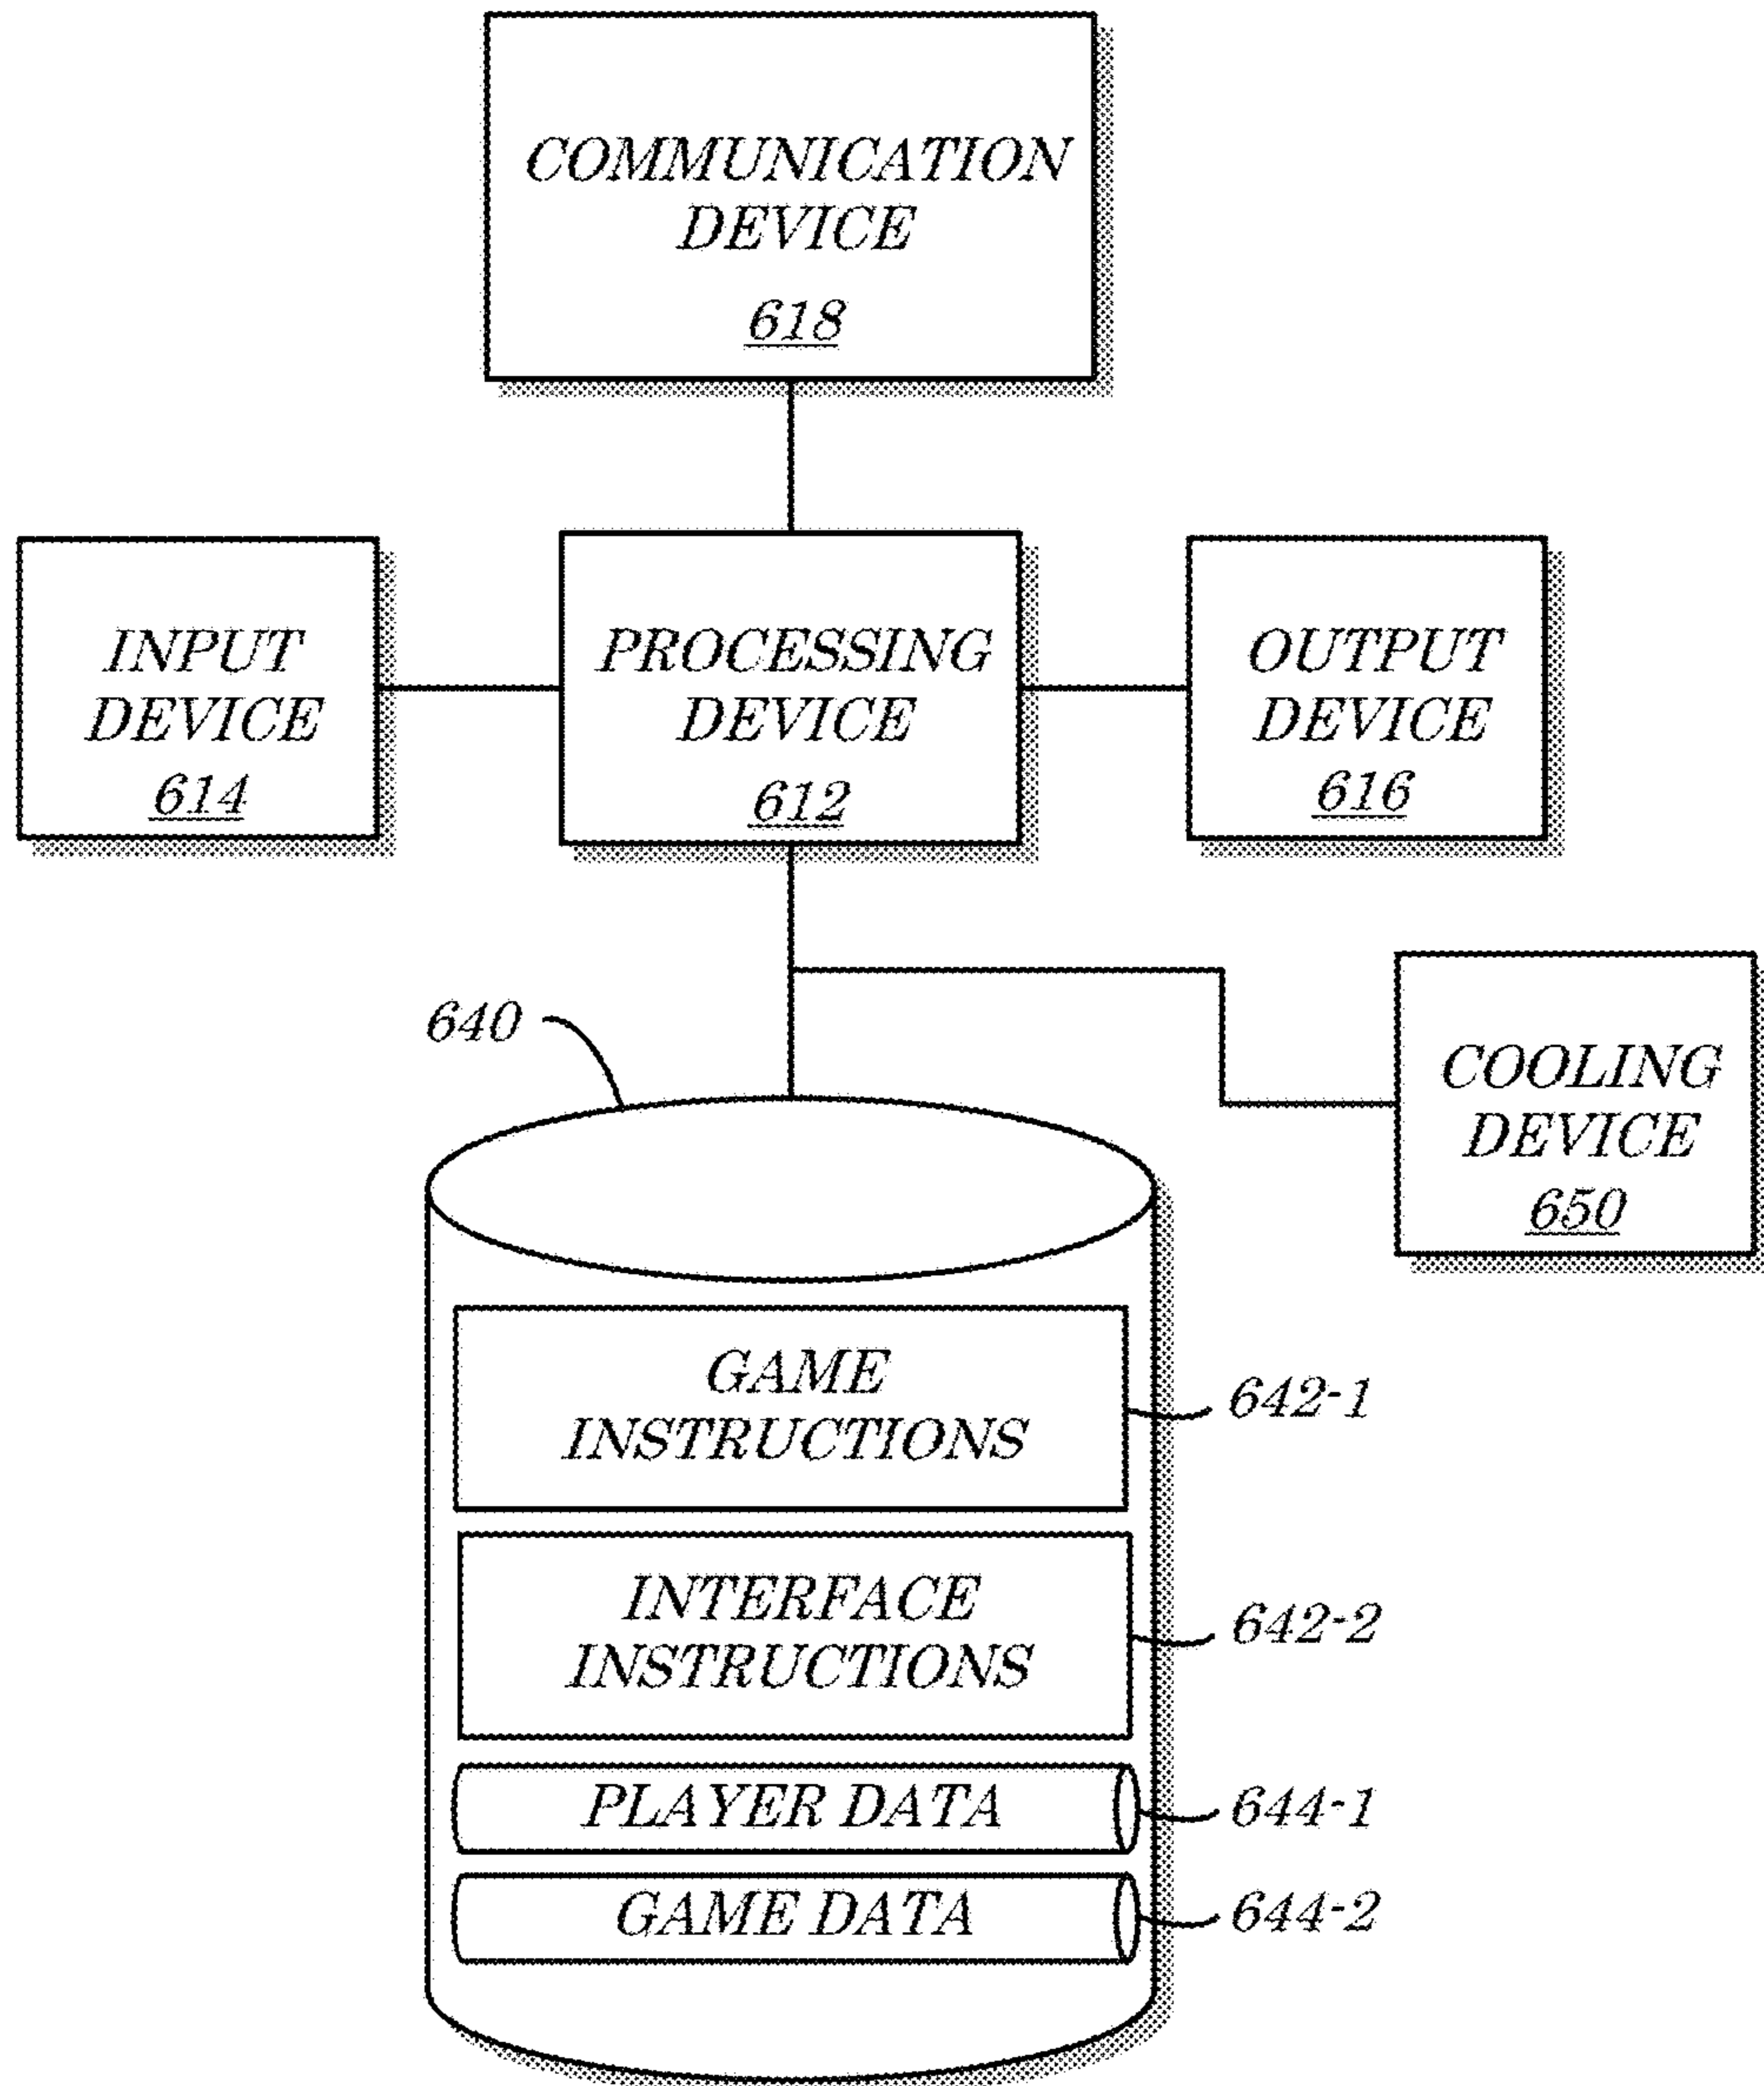 COMMUNICATION
DEVICE
618
INPUT
DEVICE
614
PROCESSING
DEVICE
612
OUTPUT
DEVICE
616
640
COOLING
DEVICE
650
GAME
INSTRUCTIONS
642-1
INTERFACE
INSTRUCTIONS
642-2
PLAYER DATA
644-1
GAME DATA
644-2